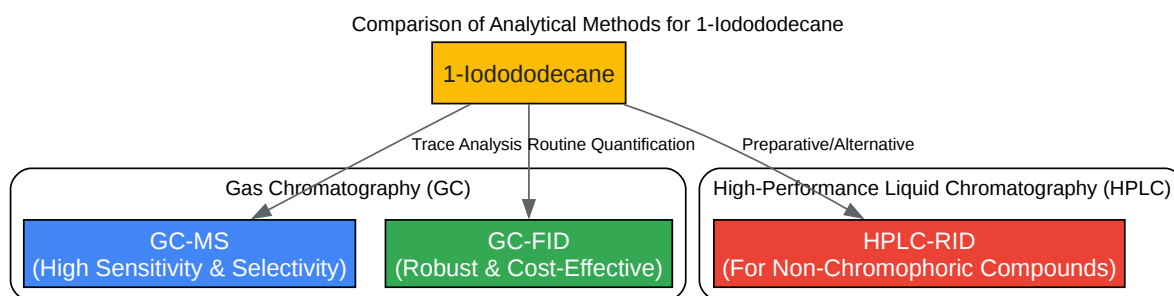 Comparison of Analytical Methods for 1-Iodododecane
1-Iodododecane
Trace Analysis
Routine Quantification
Preparative/Alternative
Gas Chromatography (GC)
High-Performance Liquid Chromatography (HPLC)
GC-MS
(High Sensitivity & Selectivity)
GC-FID
(Robust & Cost-Effective)
HPLC-RID
(For Non-Chromophoric Compounds)